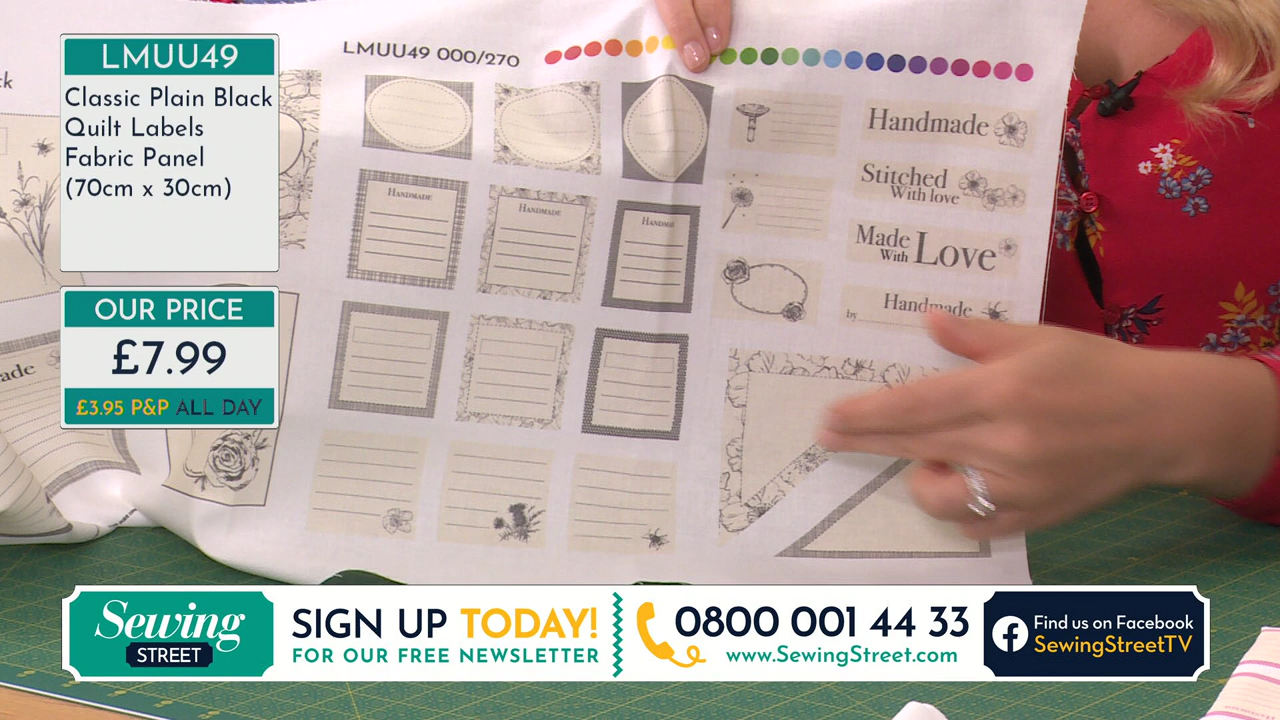 LMUU49
Classic Plain Black
Quilt Labels
Fabric Panel
(70cm x 30cm)
OUR PRICE
£7.99
£3.95 P&P ALL DAY
LMUU49 000/270
HANDMADE
HANDMADE
HANDME
Handmade
Stitched
With love
Made
With Love
Handmade
by
Sewing
STREET
SIGN UP TODAY!
FOR OUR FREE NEWSLETTER
0800 001 44 33
www.SewingStreet.com
Find us on Facebook
SewingStreetTV